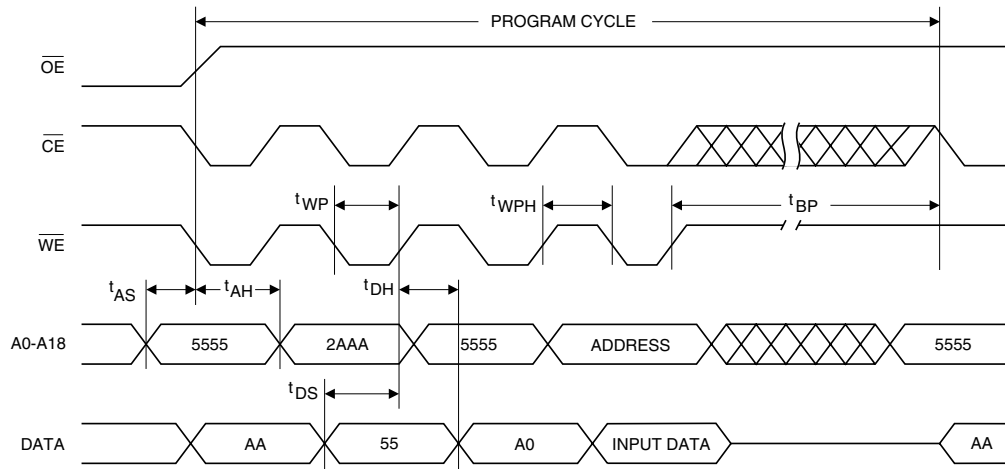 PROGRAM CYCLE
OE
CE
tWP
tWPH
tBP
WE
tAS
tAH
tDH
A0-A18
5555
2AAA
5555
ADDRESS
5555
tDS
DATA
AA
55
A0
INPUT DATA
AA